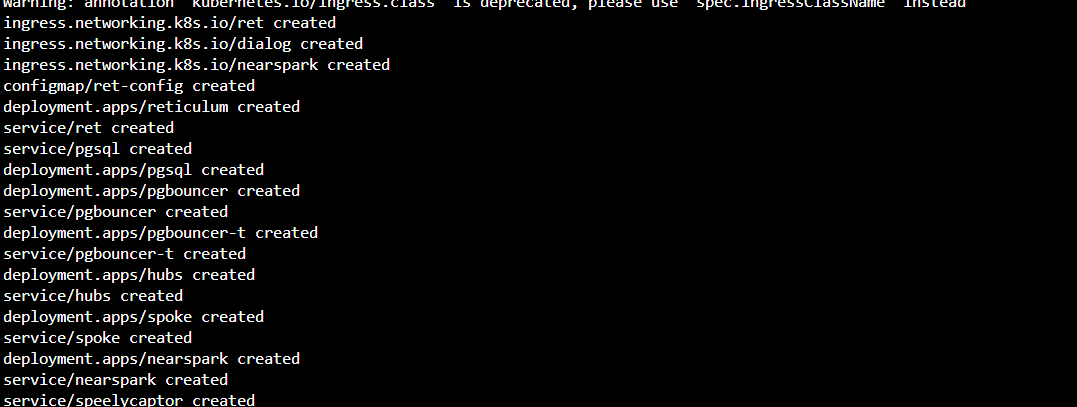 Warning: annotation "kubernetes.io/ingress.class" is deprecated, please use 'spec.ingressClassName' instead
ingress.networking.k8s.io/ret created
ingress.networking.k8s.io/dialog created
ingress.networking.k8s.io/nearspark created
configmap/ret-config created
deployment.apps/reticulum created
service/ret created
service/pgsql created
deployment.apps/pgsql created
deployment.apps/pgbouncer created
service/pgbouncer created
deployment.apps/pgbouncer-t created
service/pgbouncer-t created
deployment.apps/hubs created
service/hubs created
deployment.apps/spoke created
service/spoke created
deployment.apps/nearspark created
service/nearspark created
service/speelycaptor created